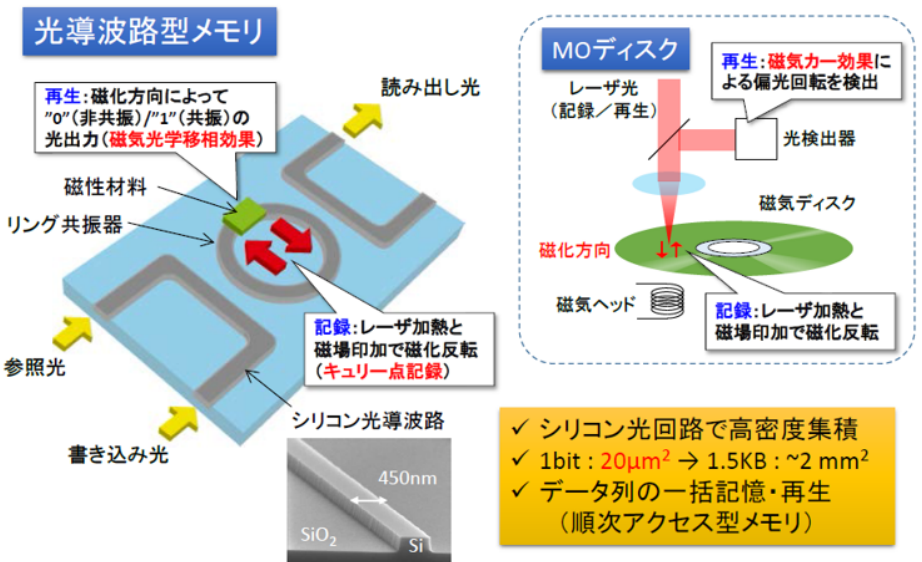 光導波路型メモリ
再生：磁化方向によって
”0”（非共振）/”1”（共振）の
光出力（磁気光学移相効果）
読み出し光
磁性材料
リング共振器
記録：レーザ加熱と
磁場印加で磁化反転
（キュリー点記録）
参照光
書き込み光
シリコン光導波路
450nm
SiO2
Si
MOディスク
再生：磁気カー効果に
よる偏光回転を検出
レーザ光
（記録／再生）
光検出器
磁気ディスク
磁化方向
↓↑
磁気ヘッド
記録：レーザ加熱と
磁場印加で磁化反転
✓ シリコン光回路で高密度集積
✓ 1bit : 20μm² → 1.5KB : ~2 mm²
✓ データ列の一括記憶・再生
（順次アクセス型メモリ）